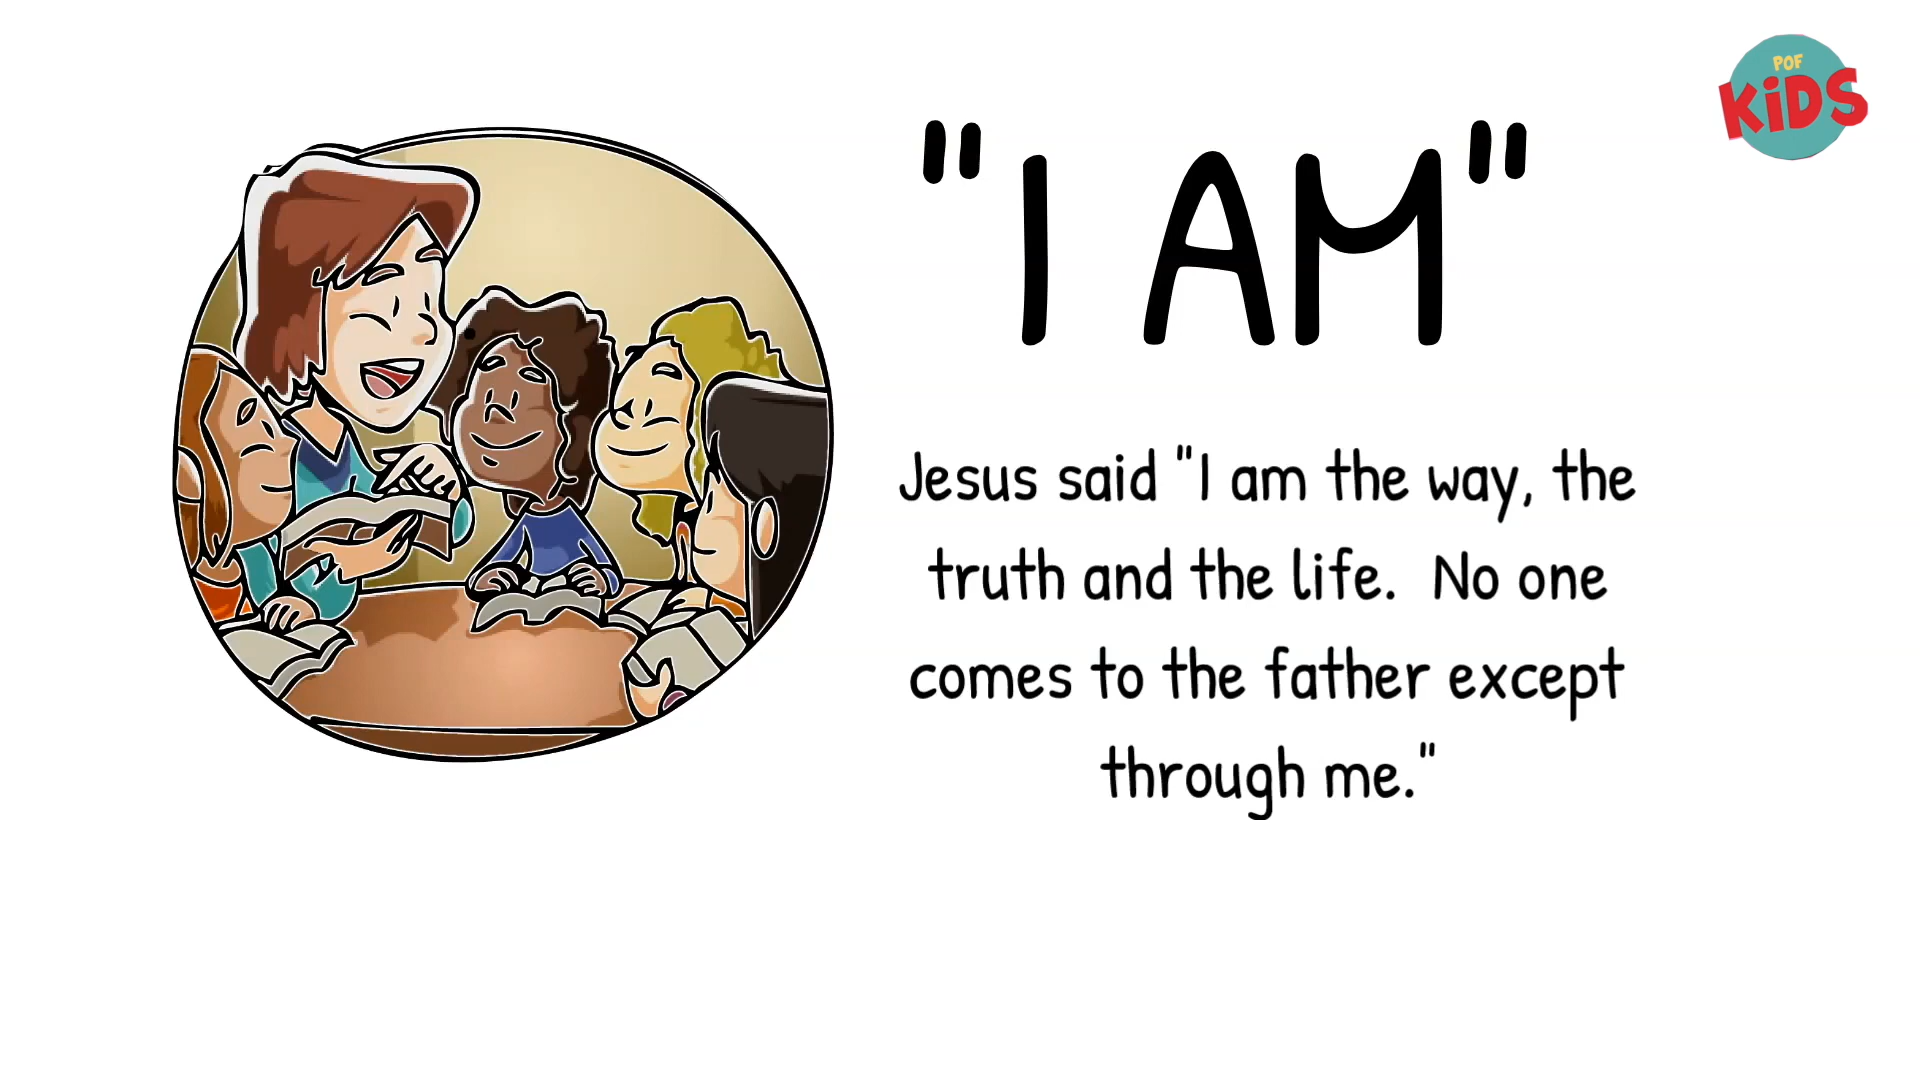 POF
KiDS
"I AM"
Jesus said "I am the way, the
truth and the life.  No one
comes to the father except
through me."